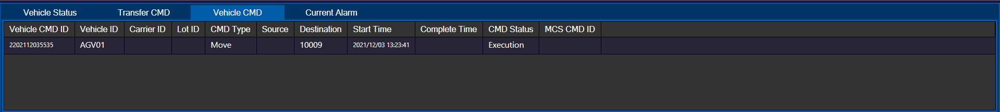 Vehicle Status Transfer CMD Vehicle CMD Current Alarm
Vehicle CMD ID Vehicle ID Carrier ID Lot ID CMD Type Source Destination Start Time Complete Time CMD Status MCS CMD ID
2202112035535 AGV01 Move 10009 2021/12/03 13:23:41 Execution